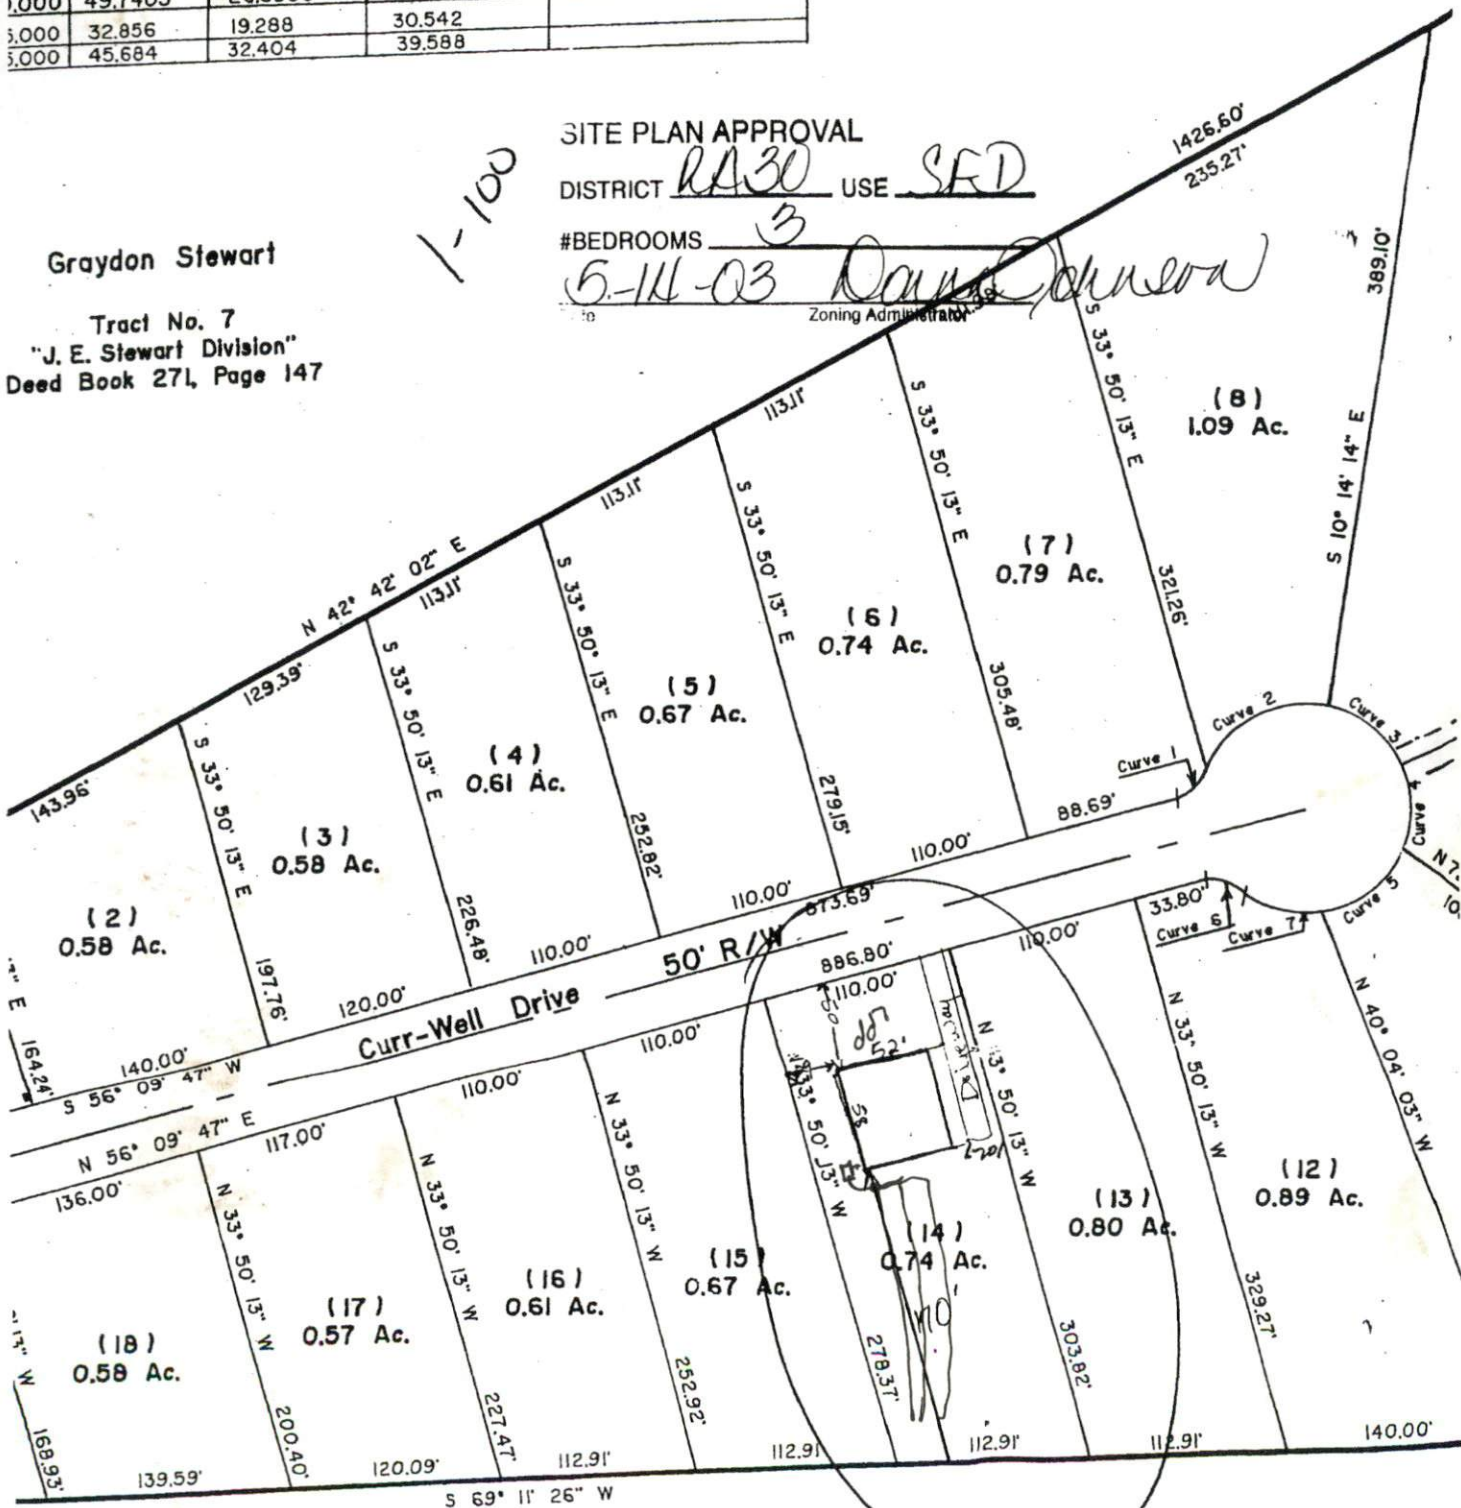 32.856 19.288 30.542
5,000 45.684 32.404 39.588
SITE PLAN APPROVAL
DISTRICT RA30 USE SFD
#BEDROOMS 3
5-14-03
Zoning Administrator
1-100
Graydon Stewart
Tract No. 7
"J. E. Stewart Division"
Deed Book 271, Page 147
1426.60'
235.27'
389.10'
S 10° 14' 14" E
113.11'
113.11'
113.11'
N 42° 42' 02" E
129.39'
143.96'
S 33° 50' 13" E
S 33° 50' 13" E
S 33° 50' 13" E
S 33° 50' 13" E
S 33° 50' 13" E
S 33° 50' 13" E
(8)
1.09 Ac.
(7)
0.79 Ac.
(6)
0.74 Ac.
(5)
0.67 Ac.
(4)
0.61 Ac.
(3)
0.58 Ac.
(2)
0.58 Ac.
321.26'
305.48'
279.15'
252.82'
226.48'
197.76'
164.24'
Curve 1
Curve 2
Curve 3
Curve 4
Curve 5
Curve 6
Curve 7
88.69'
110.00'
110.00'
110.00'
120.00'
140.00'
873.69'
50' R/W
Curr-Well Drive
S 56° 09' 47" W
N 56° 09' 47" E
886.80'
33.80'
110.00'
110.00'
110.00'
110.00'
117.00'
136.00'
52'
58
110'
N 33° 50' 13" W
N 33° 50' 13" W
N 33° 50' 13" W
N 33° 50' 13" W
N 33° 50' 13" W
N 33° 50' 13" W
N 40° 04' 03" W
(12)
0.89 Ac.
(13)
0.80 Ac.
(14)
0.74 Ac.
(15)
0.67 Ac.
(16)
0.61 Ac.
(17)
0.57 Ac.
(18)
0.58 Ac.
329.27'
303.82'
278.37'
252.92'
227.47'
200.40'
168.93'
139.59'
120.09'
112.91'
112.91'
112.91'
112.91'
140.00'
S 69° 11' 26" W